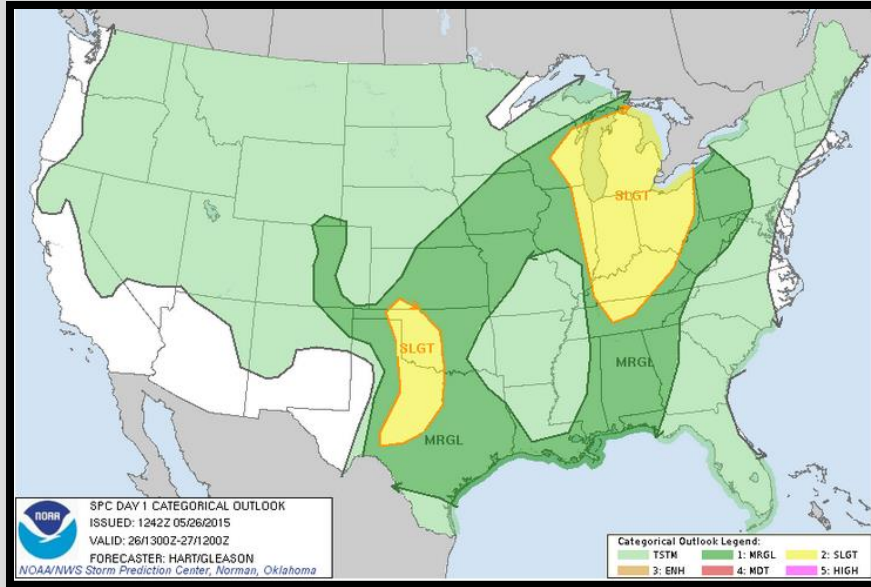 SLGT
SLGT
MRGL
MRGL
NOAA
SPC DAY 1 CATEGORICAL OUTLOOK
ISSUED: 1242Z 05/26/2015
VALID: 26/1300Z-27/1200Z
FORECASTER: HART/GLEASON
NOAA/NWS Storm Prediction Center, Norman, Oklahoma
Categorical Outlook Legend:
TSTM 1: MRGL 2: SLGT
3: ENH 4: MDT 5: HIGH